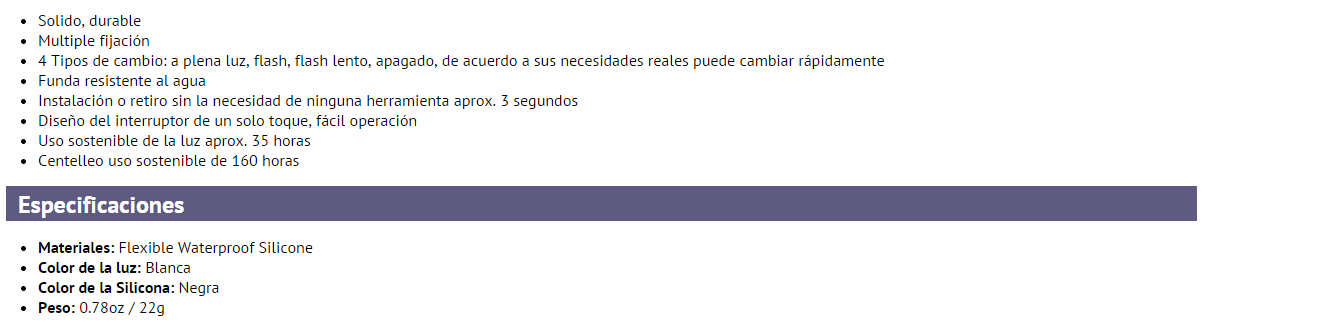 Solido, durable
Multiple fijación
4 Tipos de cambio: a plena luz, flash, flash lento, apagado, de acuerdo a sus necesidades reales puede cambiar rápidamente
Funda resistente al agua
Instalación o retiro sin la necesidad de ninguna herramienta aprox. 3 segundos
Diseño del interruptor de un solo toque, fácil operación
Uso sostenible de la luz aprox. 35 horas
Centelleo uso sostenible de 160 horas
Especificaciones
Materiales: Flexible Waterproof Silicone
Color de la luz: Blanca
Color de la Silicona: Negra
Peso: 0.78oz / 22g